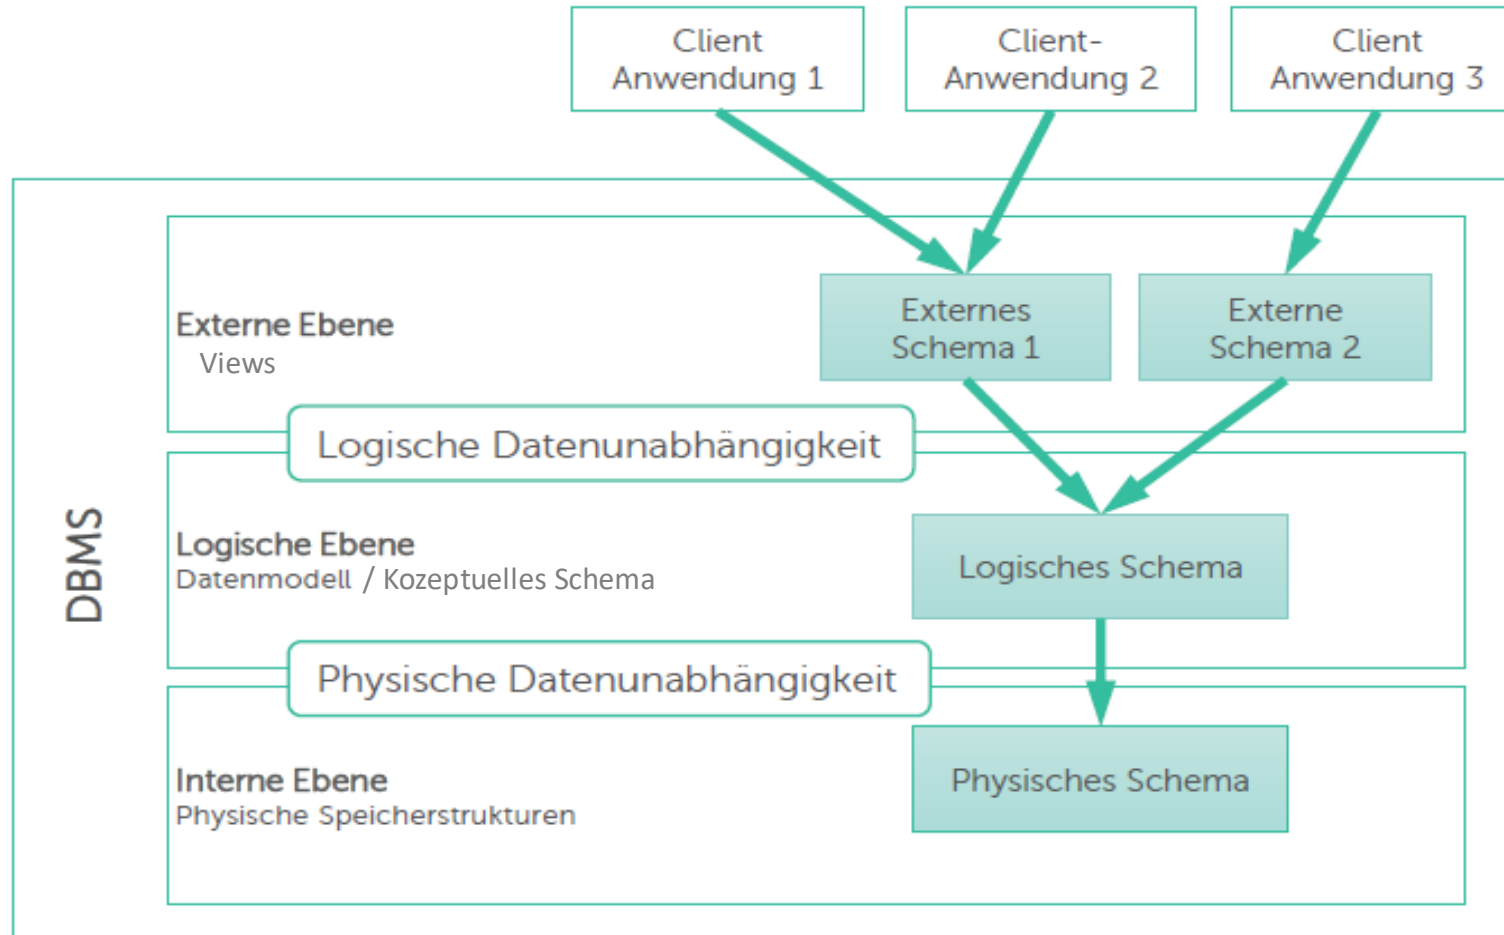 Client
Anwendung 1
Client-
Anwendung 2
Client
Anwendung 3
DBMS
Externe Ebene
Views
Externes
Schema 1
Externe
Schema 2
Logische Datenunabhängigkeit
Logische Ebene
Datenmodell / Kozeptuelles Schema
Logisches Schema
Physische Datenunabhängigkeit
Interne Ebene
Physische Speicherstrukturen
Physisches Schema